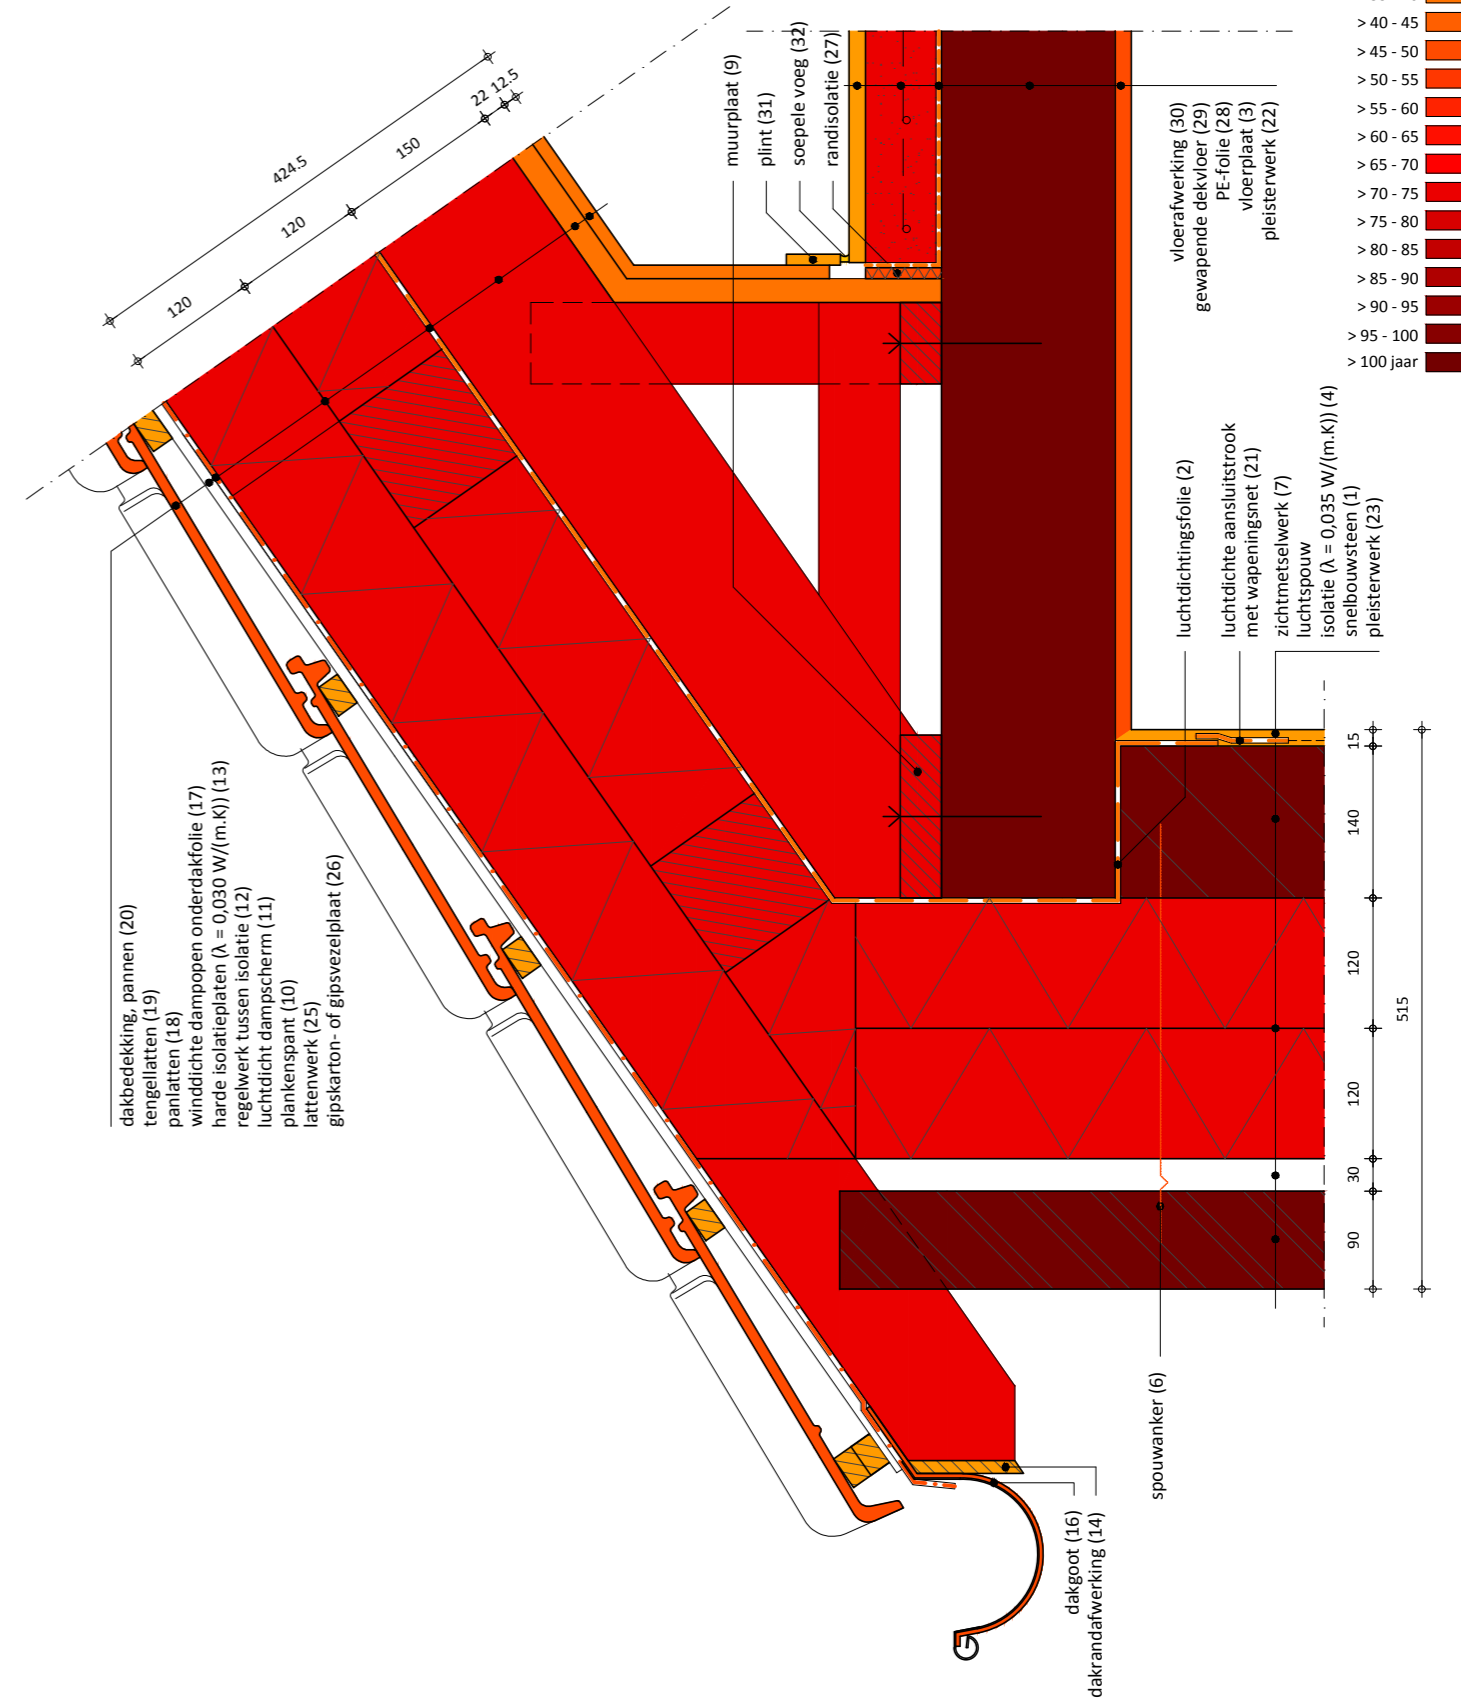 424.5
22 12.5
150
120
120
dakbedekking, pannen (20)
tengellatten (19)
panlatten (18)
winddichte dampopen onderdakfolie (17)
harde isolatieplaten (λ = 0,030 W/(m.K)) (13)
regelwerk tussen isolatie (12)
luchtdicht dampscherm (11)
plankenspant (10)
lattenwerk (25)
gipskarton- of gipsvezelplaat (26)
muurplaat (9)
plint (31)
soepele voeg (32)
randisolatie (27)
vloerafwerking (30)
gewapende dekvloer (29)
PE-folie (28)
vloerplaat (3)
pleisterwerk (22)
> 40 - 45
> 45 - 50
> 50 - 55
> 55 - 60
> 60 - 65
> 65 - 70
> 70 - 75
> 75 - 80
> 80 - 85
> 85 - 90
> 90 - 95
> 95 - 100
> 100 jaar
luchtdichtingsfolie (2)
luchtdichte aansluitstrook
met wapeningsnet (21)
zichtmetselwerk (7)
luchtspouw
isolatie (λ = 0,035 W/(m.K)) (4)
snelbouwsteen (1)
pleisterwerk (23)
15
140
120
120
30
90
515
spouwanker (6)
dakgoot (16)
dakrandafwerking (14)